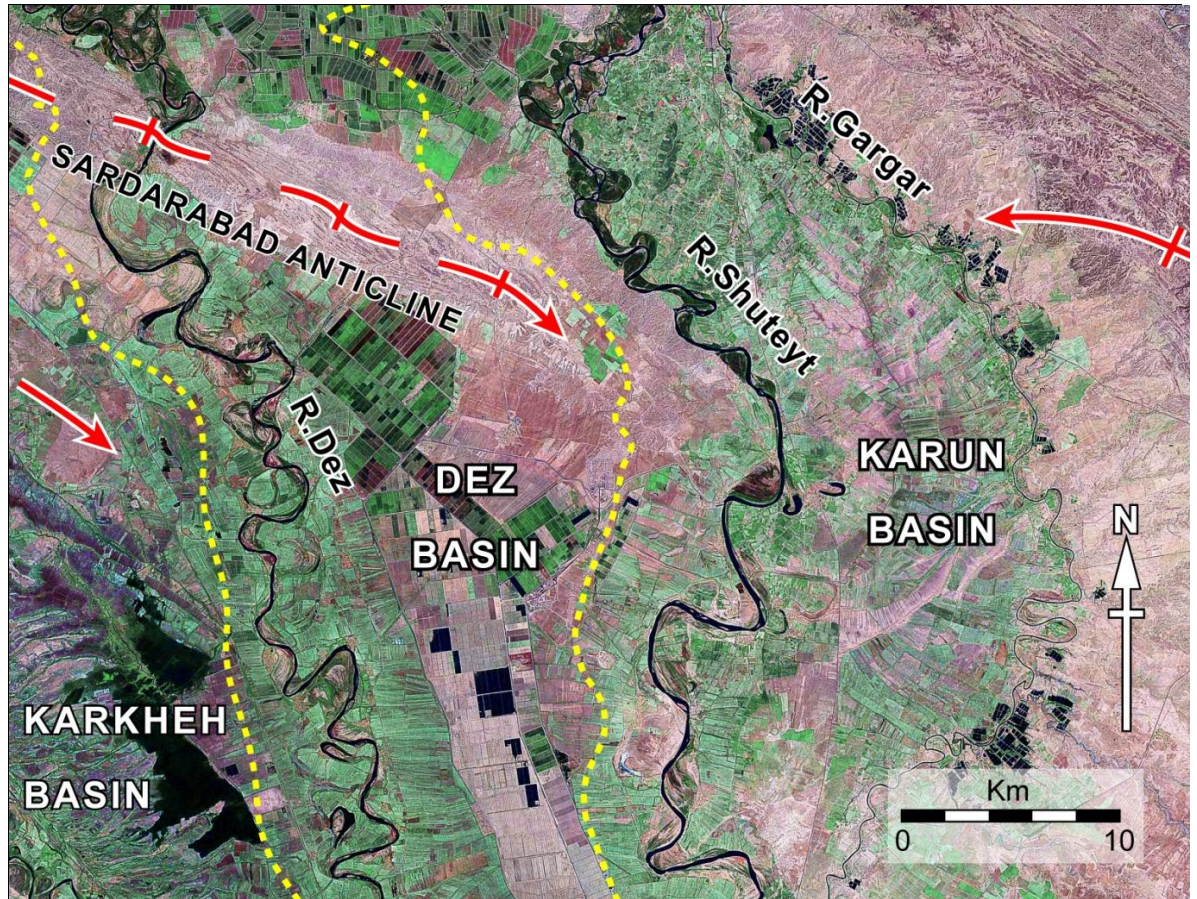 R.Gargar
SARDARABAD ANTICLINE
R.Shuteyt
R.Dez
KARUN
BASIN
DEZ
BASIN
N
KARKHEH
BASIN
Km
0 10